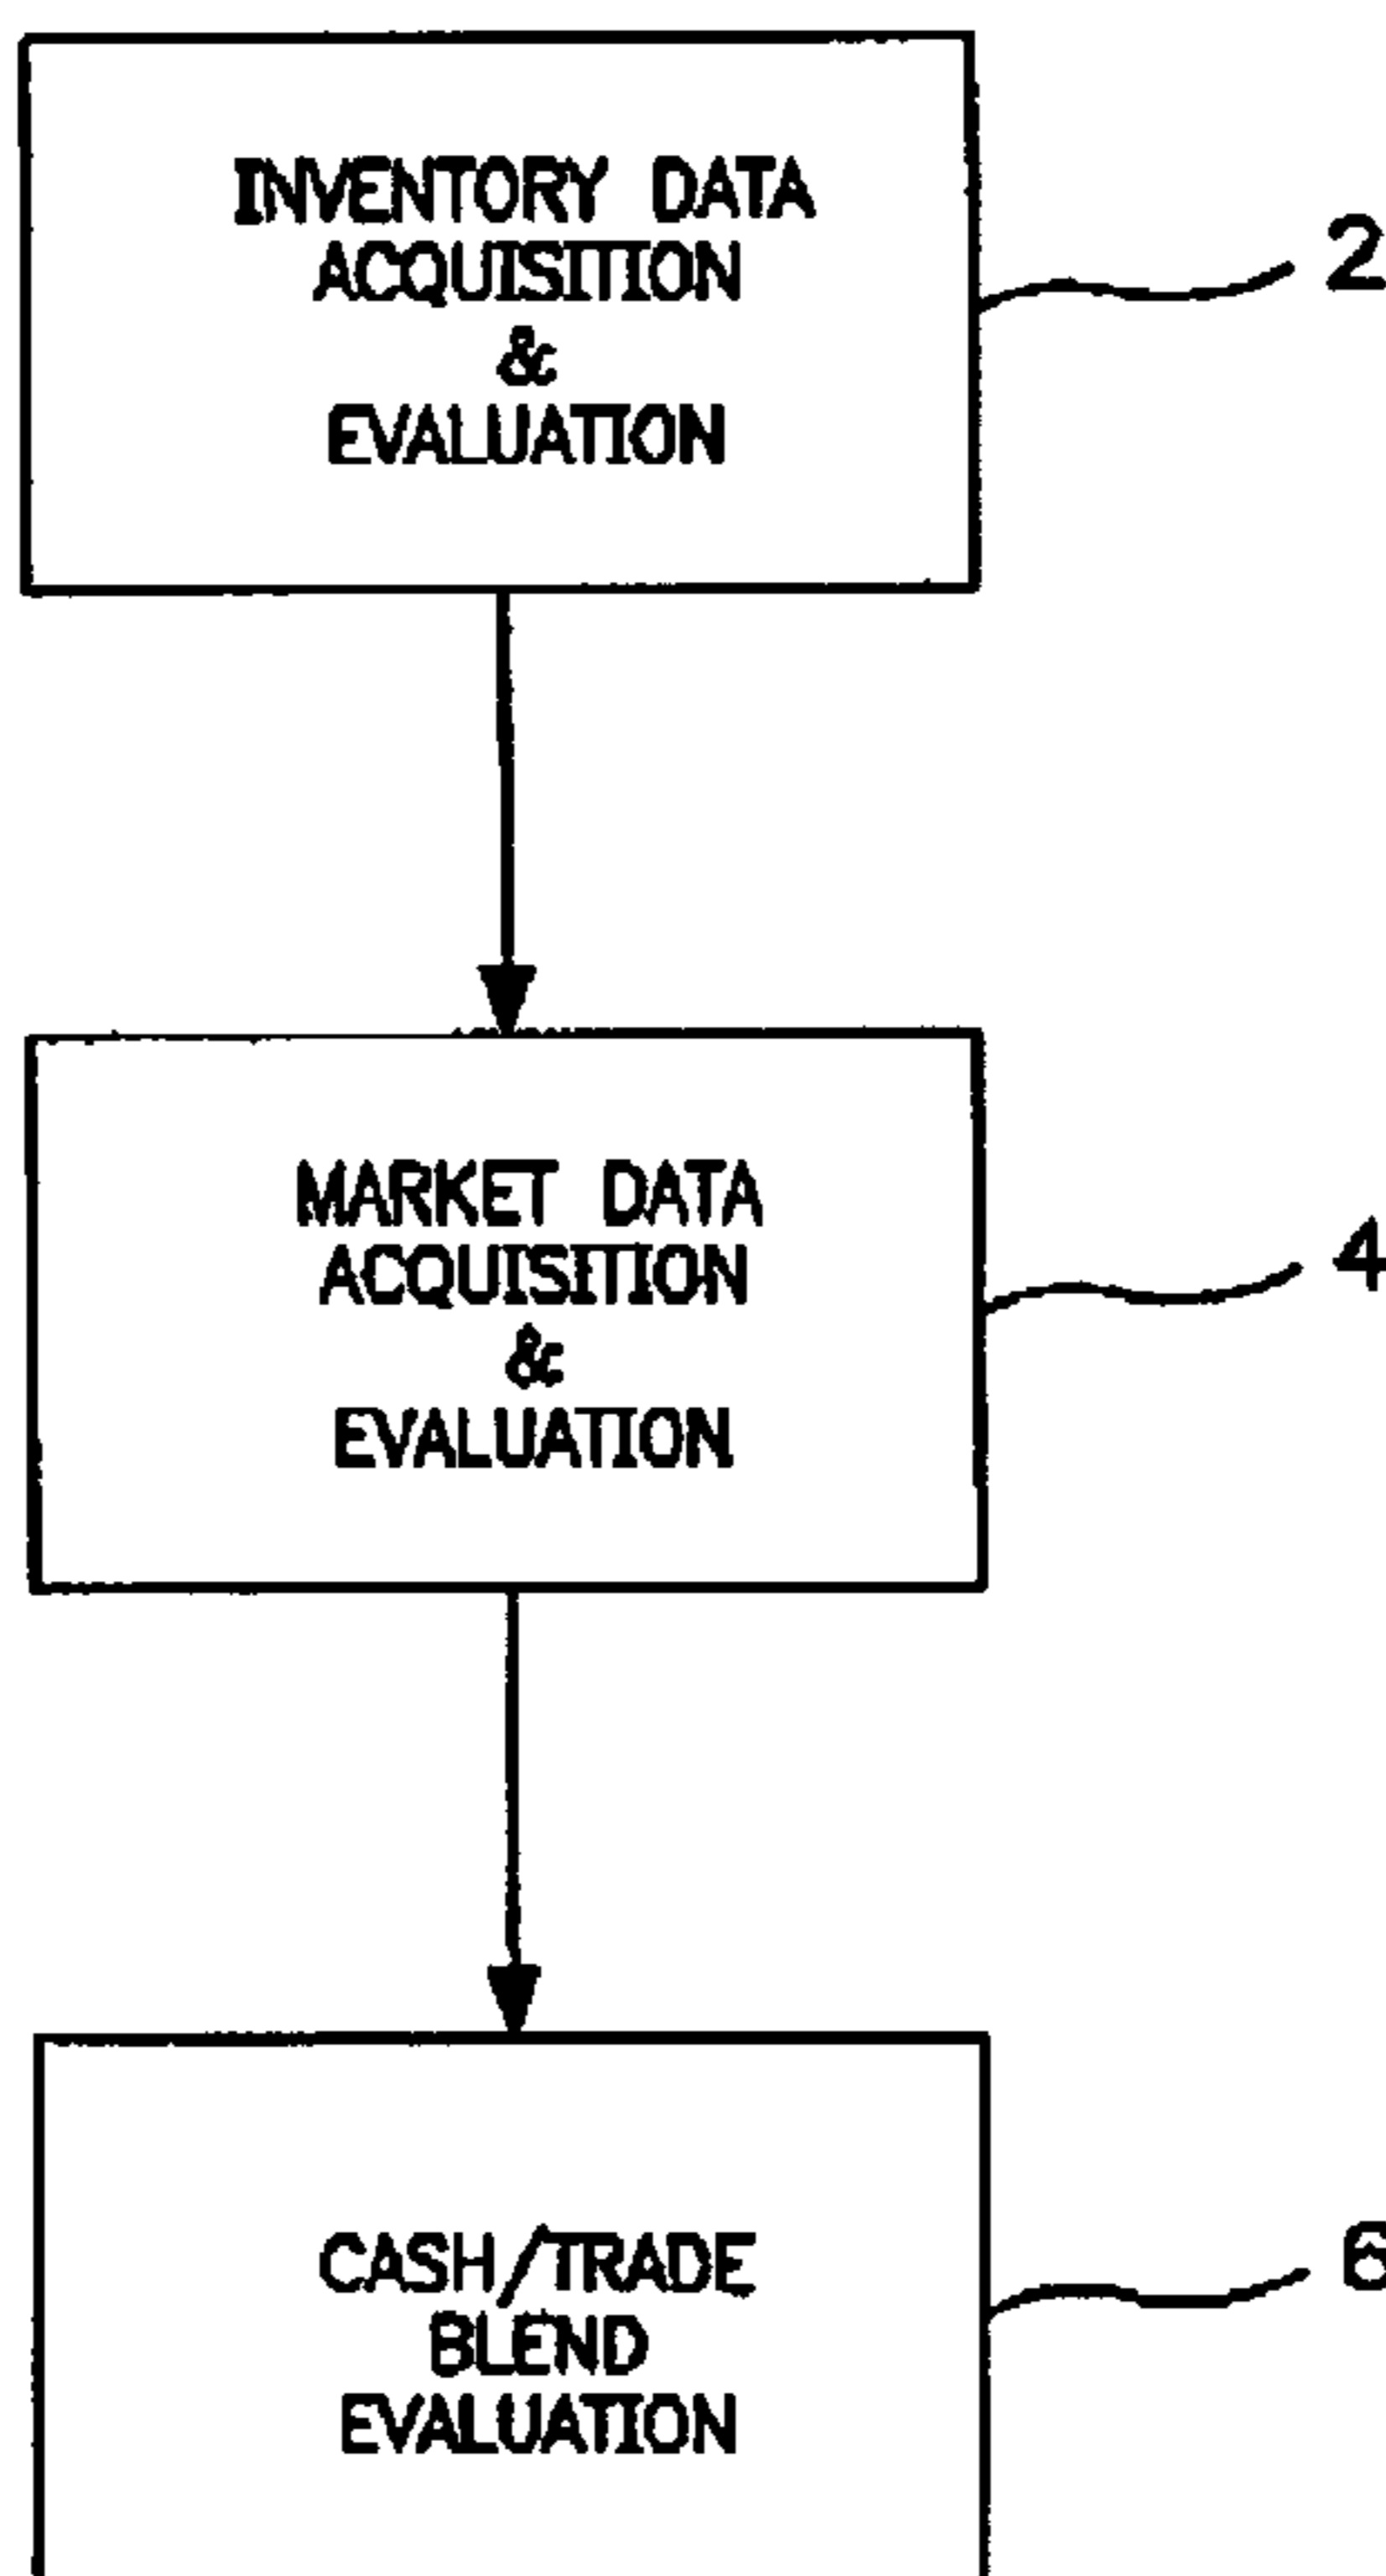 INVENTORY DATA
ACQUISITION
&
EVALUATION
2
MARKET DATA
ACQUISITION
&
EVALUATION
4
CASH/TRADE
BLEND
EVALUATION
6